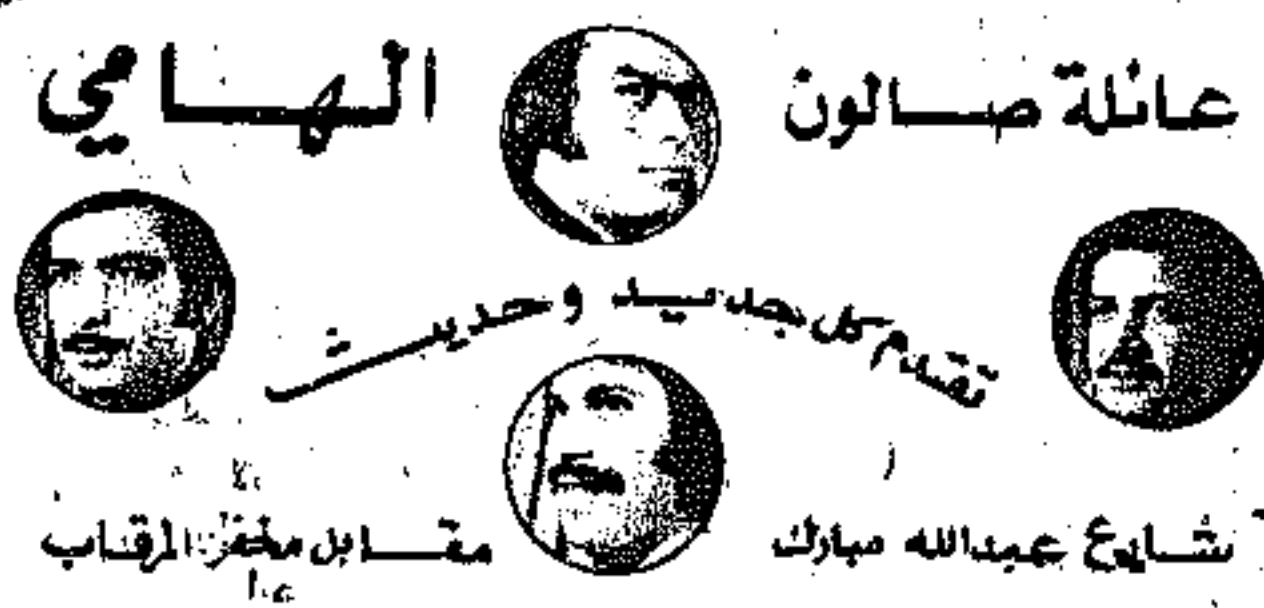 عائلة صالون الهامي
تقدم كل جديد وحديث
شارع عبدالله مبارك مقابل مخفر المرقاب